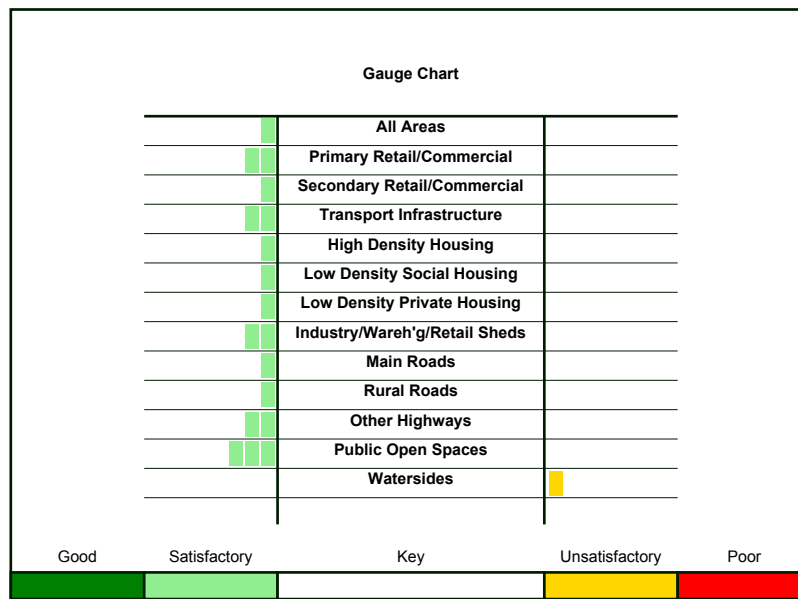 Gauge Chart
All Areas
Primary Retail/Commercial
Secondary Retail/Commercial
Transport Infrastructure
High Density Housing
Low Density Social Housing
Low Density Private Housing
Industry/Wareh'g/Retail Sheds
Main Roads
Rural Roads
Other Highways
Public Open Spaces
Watersides
Good Satisfactory Key Unsatisfactory Poor